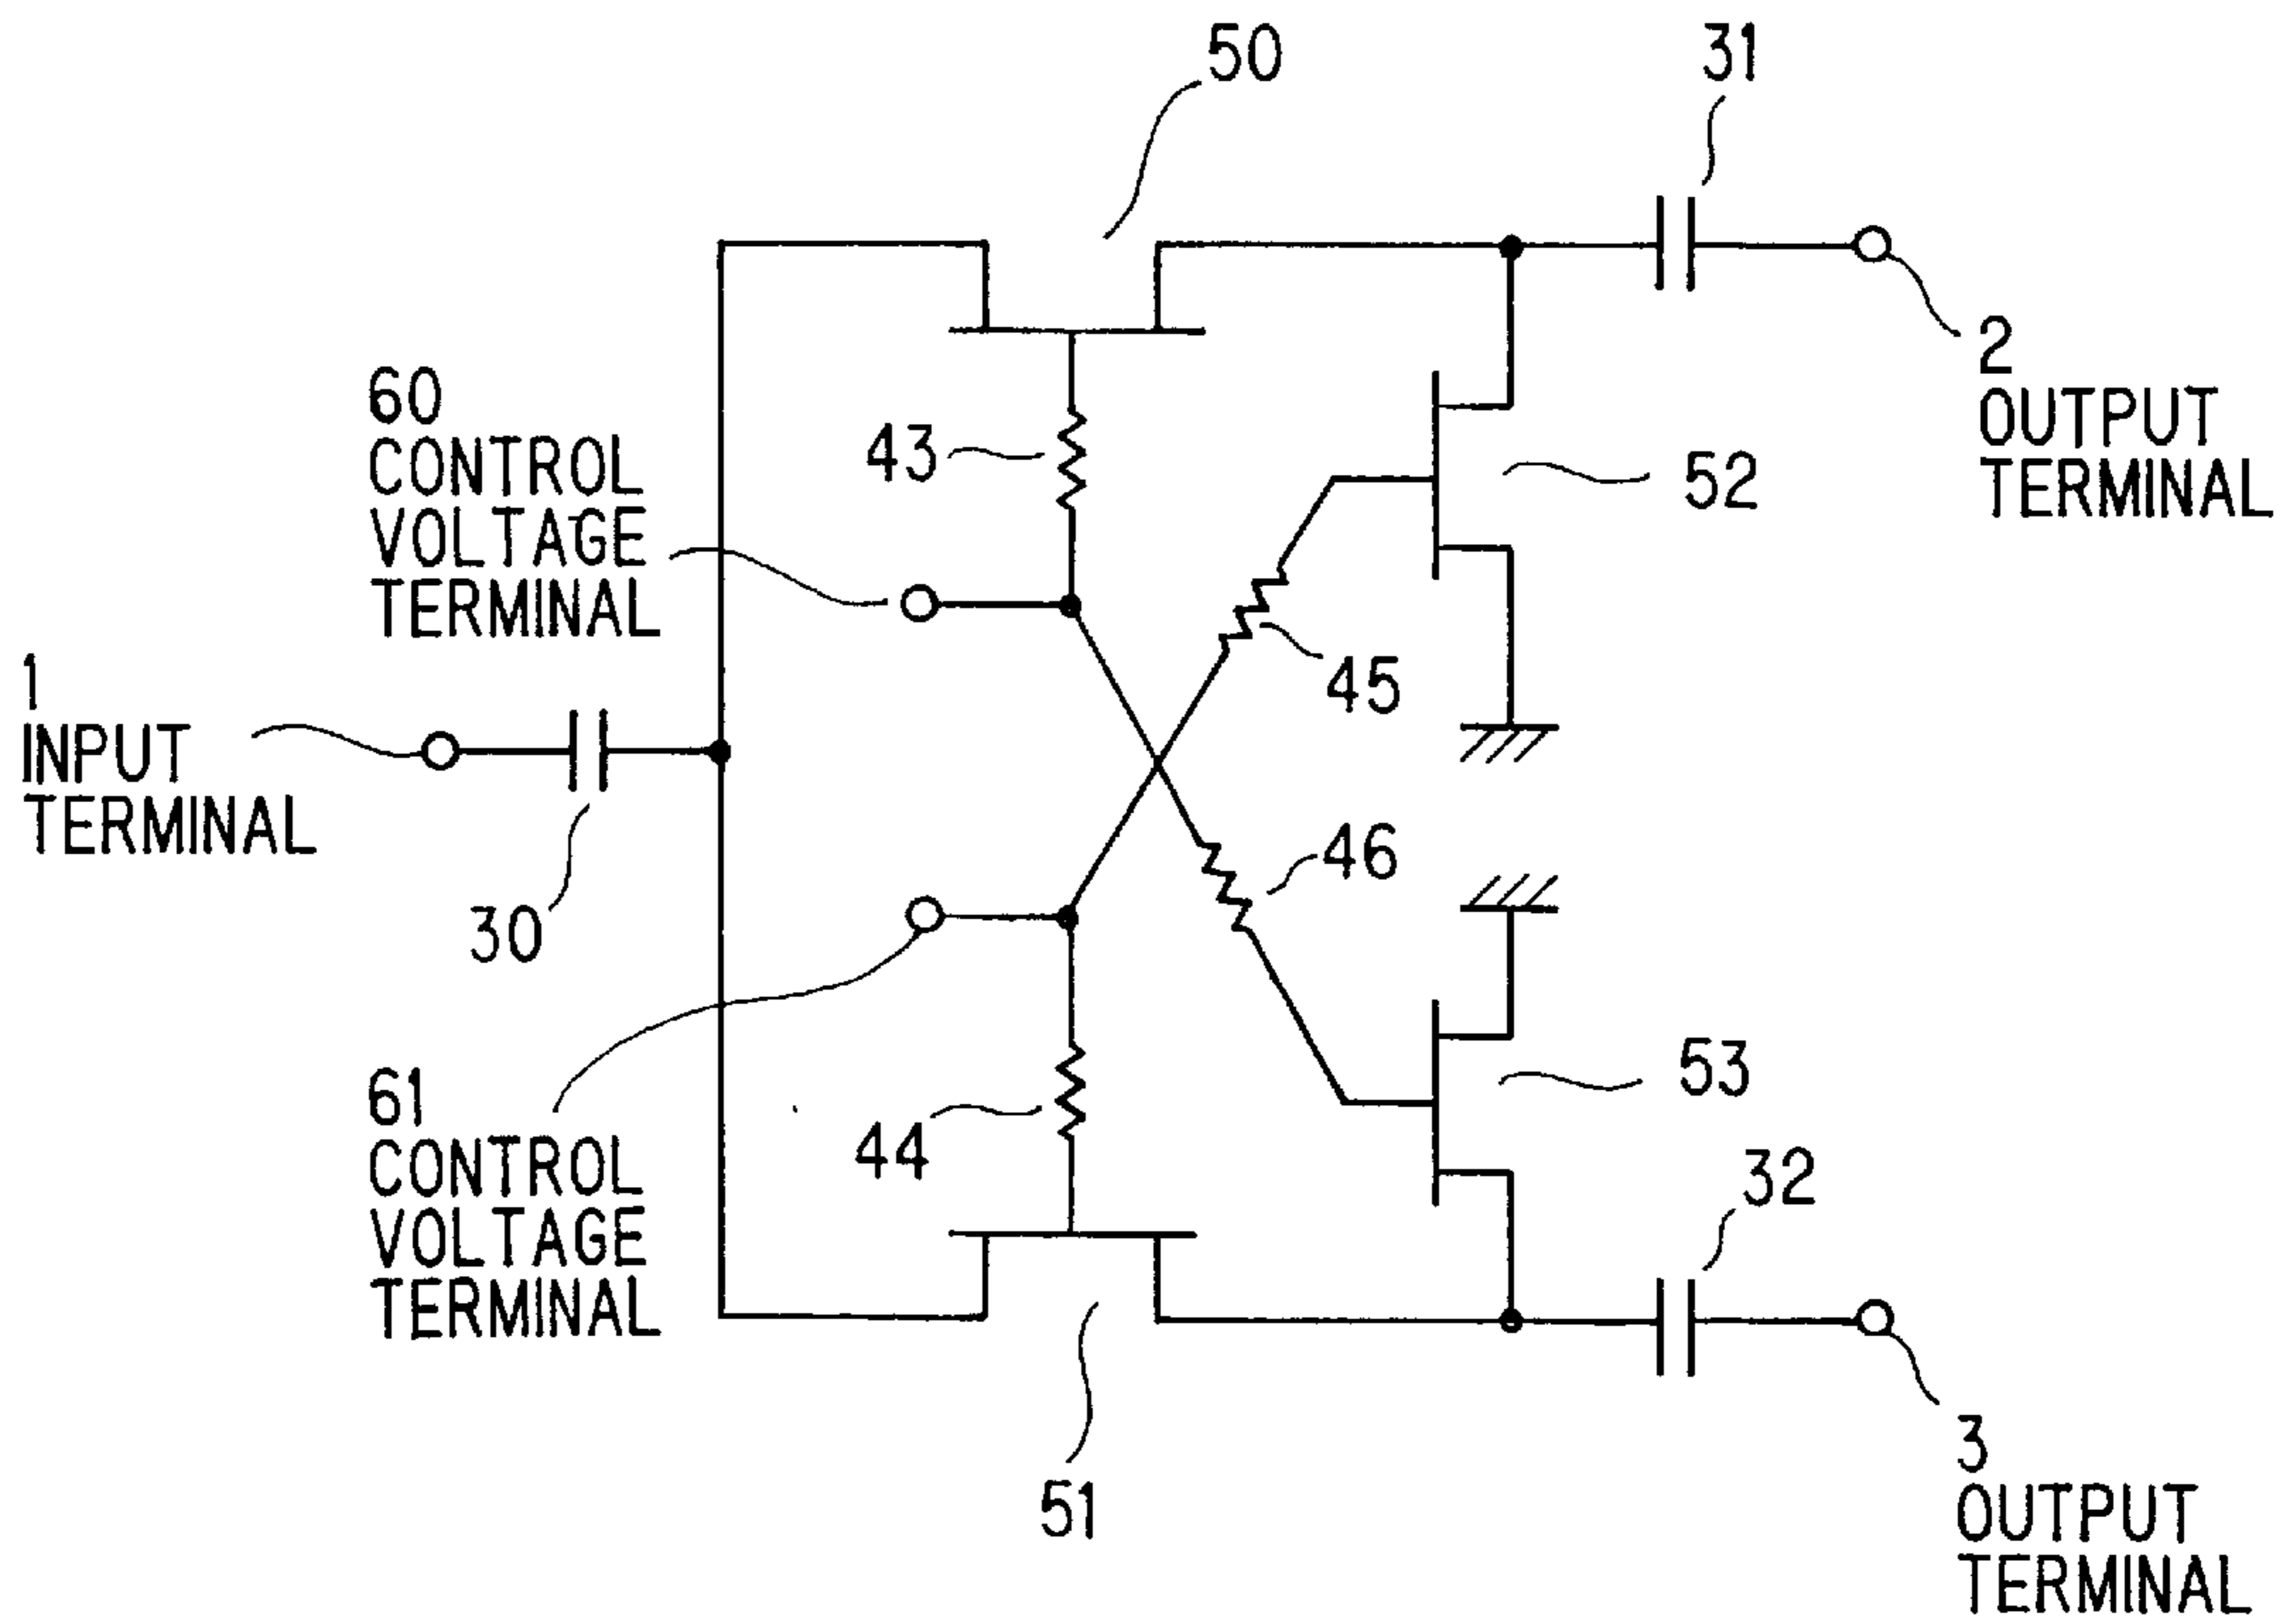 50
31
60
CONTROL
VOLTAGE
TERMINAL
43
52
2
OUTPUT
TERMINAL
1
INPUT
TERMINAL
45
30
46
61
CONTROL
VOLTAGE
TERMINAL
44
53
32
51
3
OUTPUT
TERMINAL